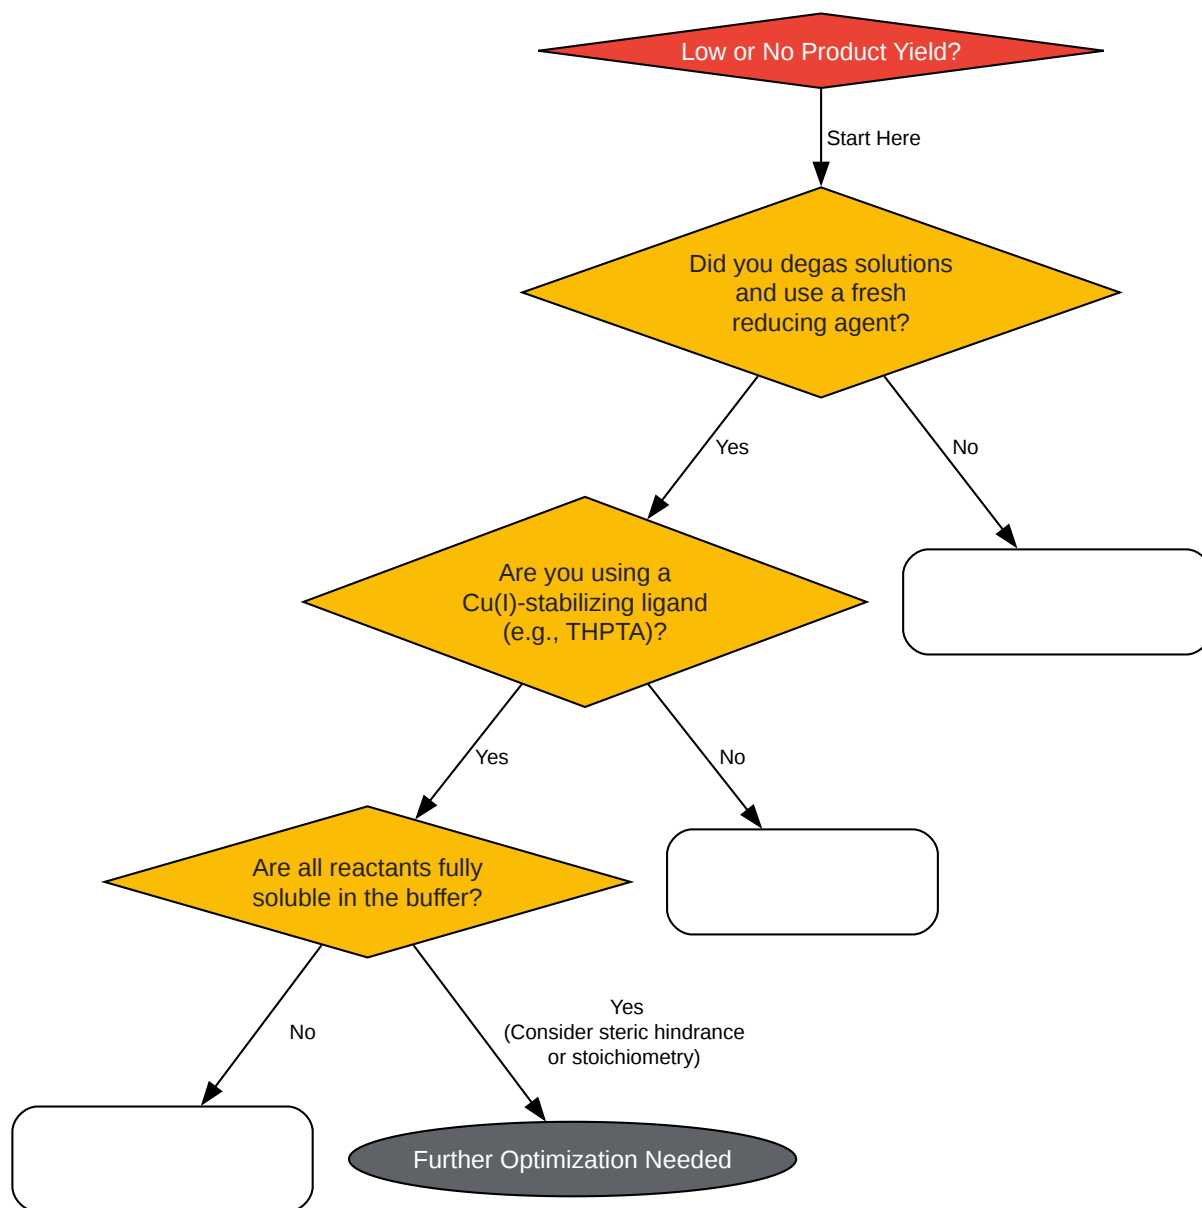 Low or No Product Yield?
Start Here
Did you degas solutions
and use a fresh
reducing agent?
Yes
No
Are you using a
Cu(I)-stabilizing ligand
(e.g., THPTA)?
Yes
No
Are all reactants fully
soluble in the buffer?
No
Yes
(Consider steric hindrance
or stoichiometry)
Further Optimization Needed